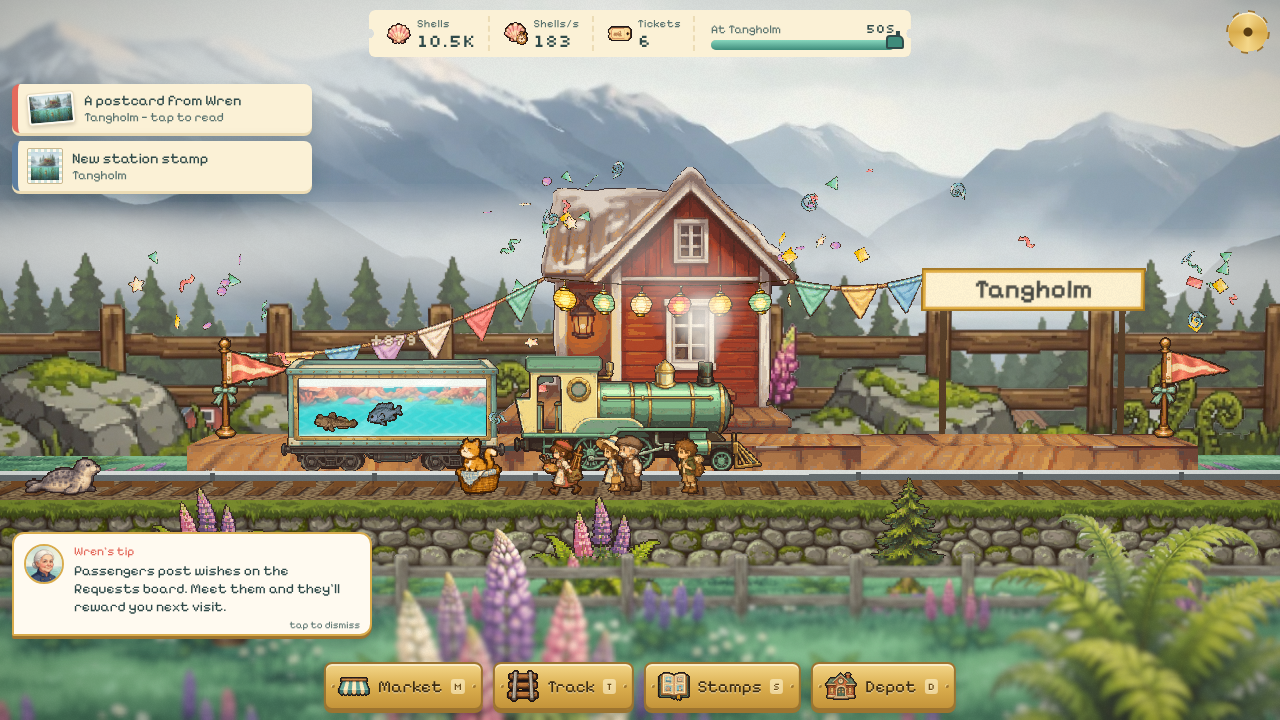 Shells
10.5K
Shells/s
183
Tickets
6
At Tangholm
50s
A postcard from Wren
Tangholm - tap to read
New station stamp
Tangholm
Tangholm
+879
Wren's tip
Passengers post wishes on the
Requests board. Meet them and they'll
reward you next visit.
tap to dismiss
Market M
Track T
Stamps S
Depot D